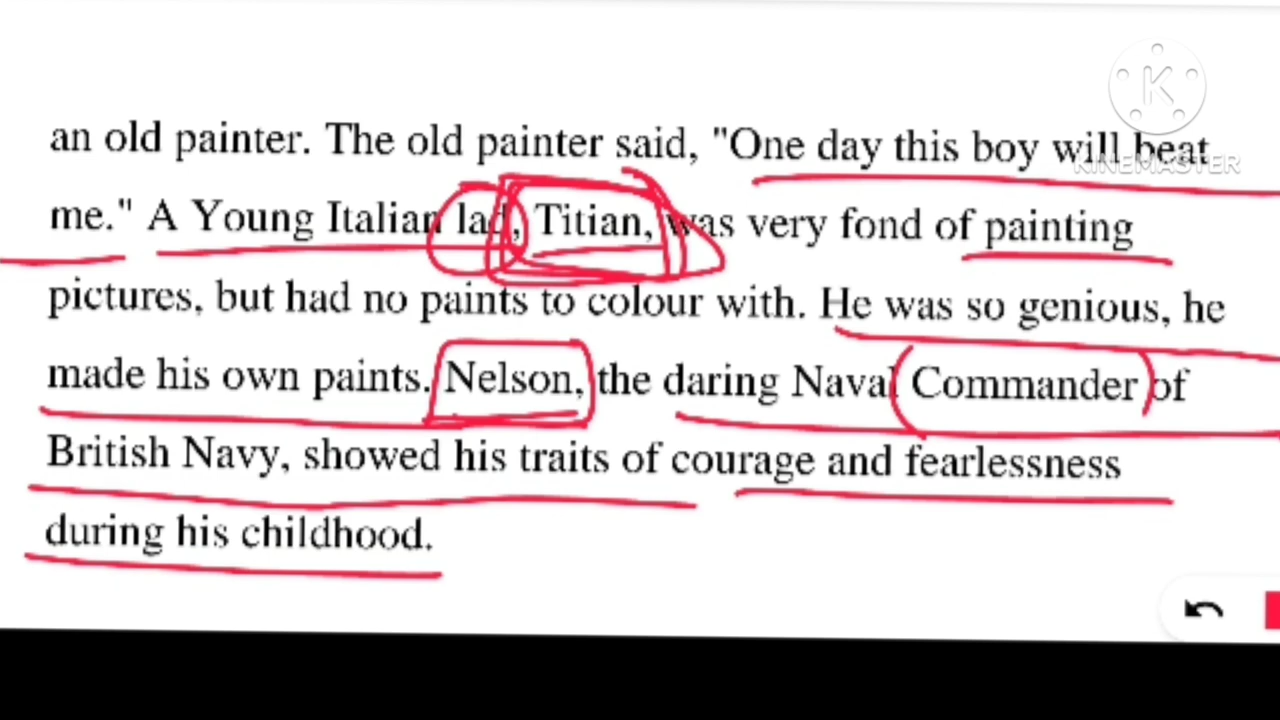 an old painter. The old painter said, "One day this boy will beat
KINEMASTER
me." A Young Italian lad, Titian, was very fond of painting
pictures, but had no paints to colour with. He was so genious, he
made his own paints. Nelson, the daring Naval Commander of
British Navy, showed his traits of courage and fearlessness
during his childhood.